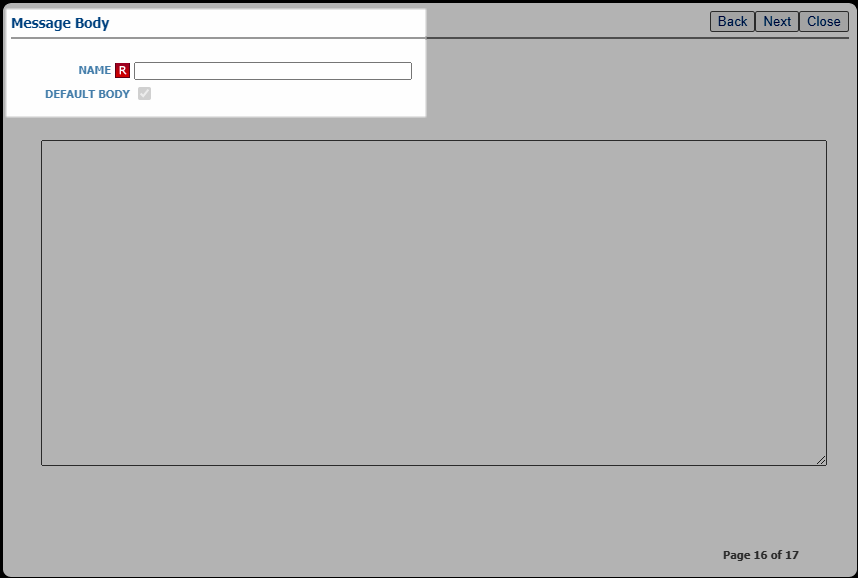 Message Body
Back Next Close
NAME R
DEFAULT BODY
Page 16 of 17